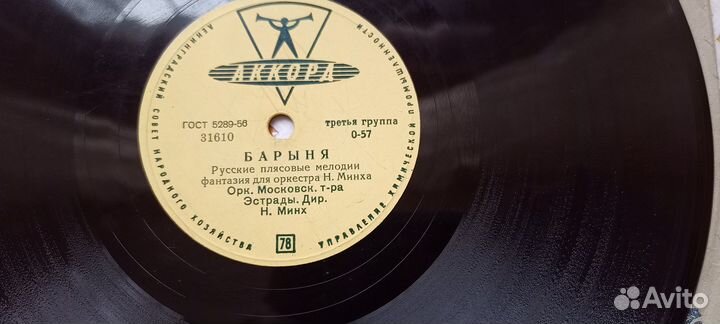 ЛЕНИНГРАДСКИЙ СОВЕТ НАРОДНОГО ХОЗЯЙСТВА
УПРАВЛЕНИЕ ХИМИЧЕСКОЙ ПРОМЫШЛЕННОСТИ
АККОРД
ГОСТ 5289-56
31610
третья группа
0-57
БАРЫНЯ
Русские плясовые мелодии
фантазия для оркестра Н. Минха
Орк. Московск. т-ра
Эстрады. Дир.
Н. Минх
78
Avito